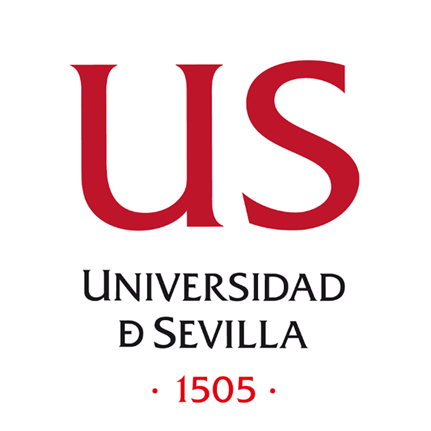 US
UNIVERSIDAD
Đ SEVILLA
· 1505 ·